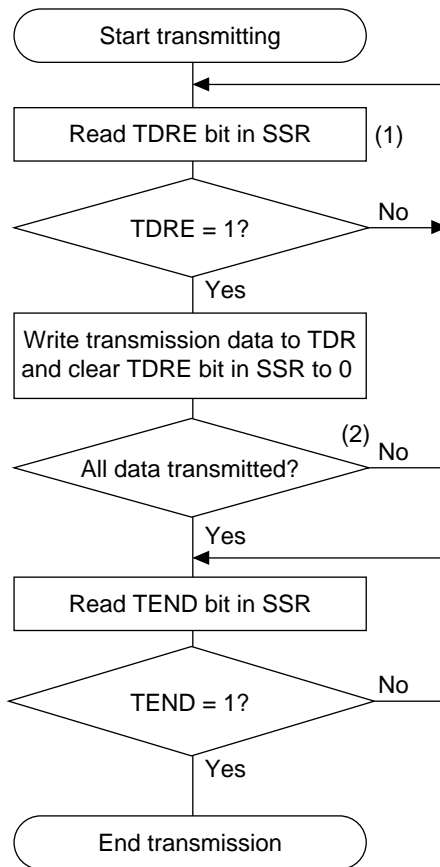 Start transmitting
Read TDRE bit in SSR
(1)
TDRE = 1?
No
Yes
Write transmission data to TDR
and clear TDRE bit in SSR to 0
(2)
All data transmitted?
No
Yes
Read TEND bit in SSR
TEND = 1?
No
Yes
End transmission